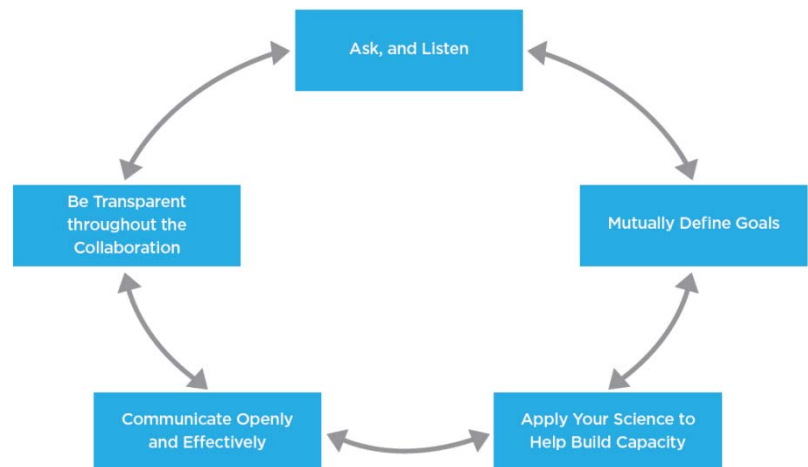 Ask, and Listen
Mutually Define Goals
Apply Your Science to
Help Build Capacity
Communicate Openly
and Effectively
Be Transparent
throughout the
Collaboration